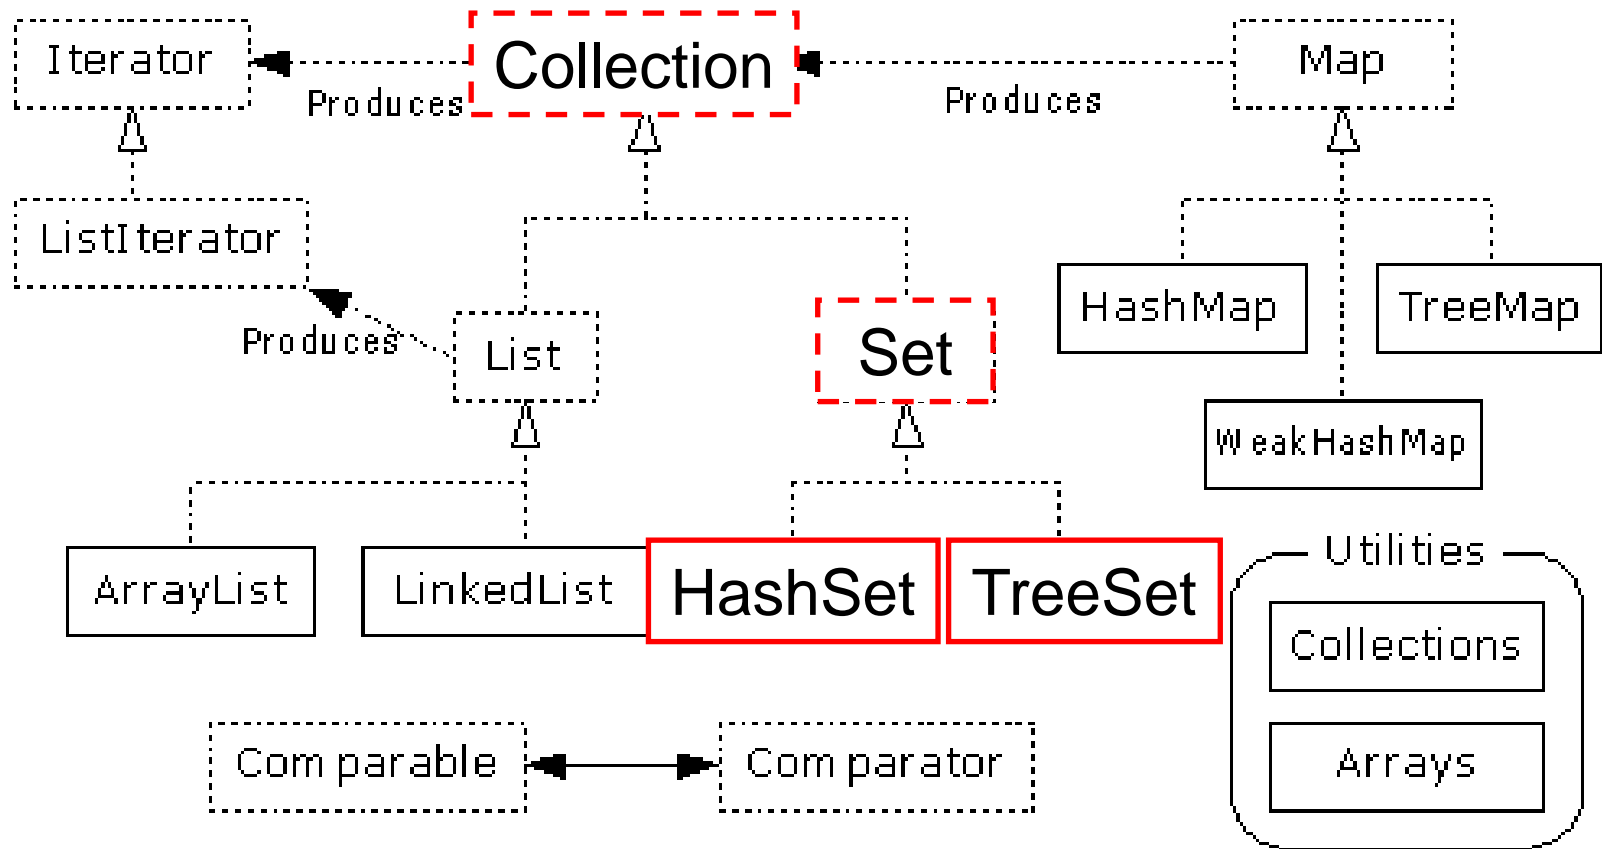 Iterator
Collection
Map
Produces
Produces
ListIterator
HashMap
TreeMap
Produces
List
Set
WeakHashMap
Utilities
ArrayList
LinkedList
HashSet
TreeSet
Collections
Comparable
Comparator
Arrays